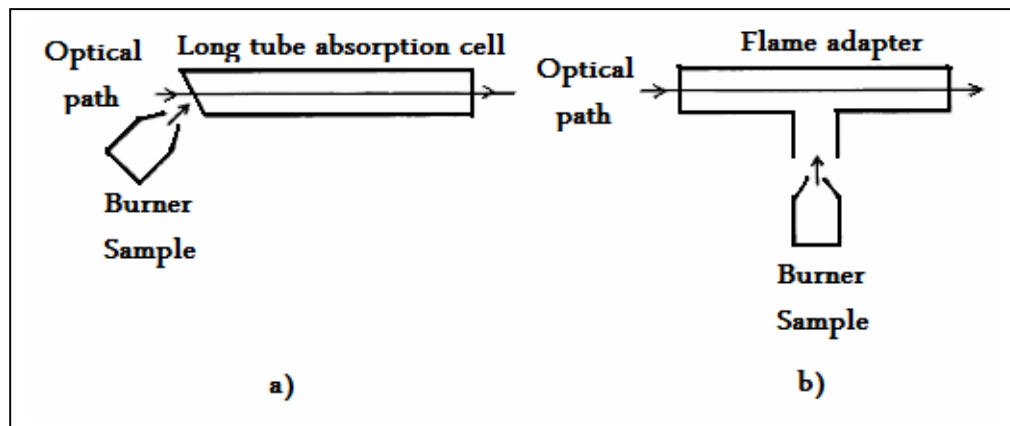 Optical
path
Long tube absorption cell
Burner
Sample
a)
Flame adapter
Optical
path
Burner
Sample
b)